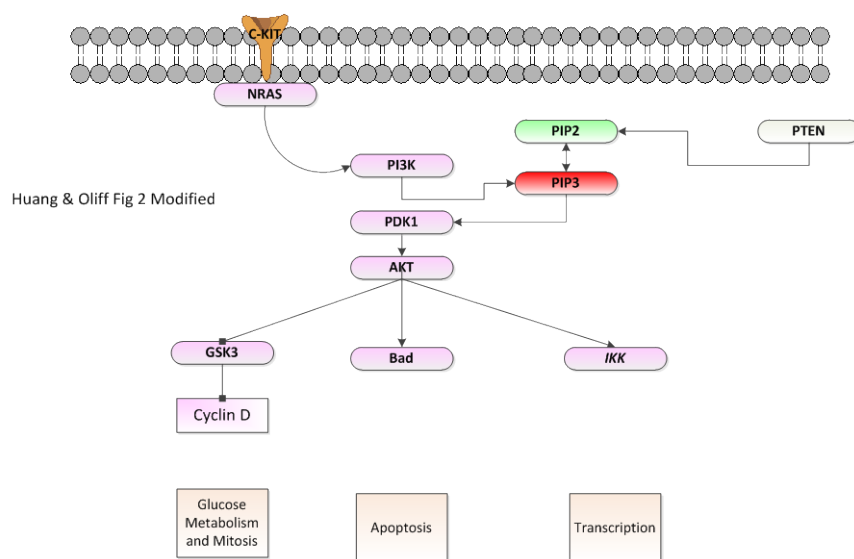 C-KIT
NRAS
PIP2
PTEN
PI3K
PIP3
Huang & Oliff Fig 2 Modified
PDK1
AKT
GSK3
Bad
IKK
Cyclin D
Glucose
Metabolism
and Mitosis
Apoptosis
Transcription